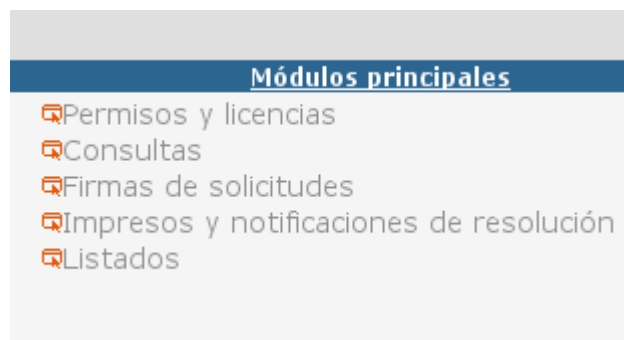 Módulos principales
Permisos y licencias
Consultas
Firmas de solicitudes
Impresos y notificaciones de resolución
Listados